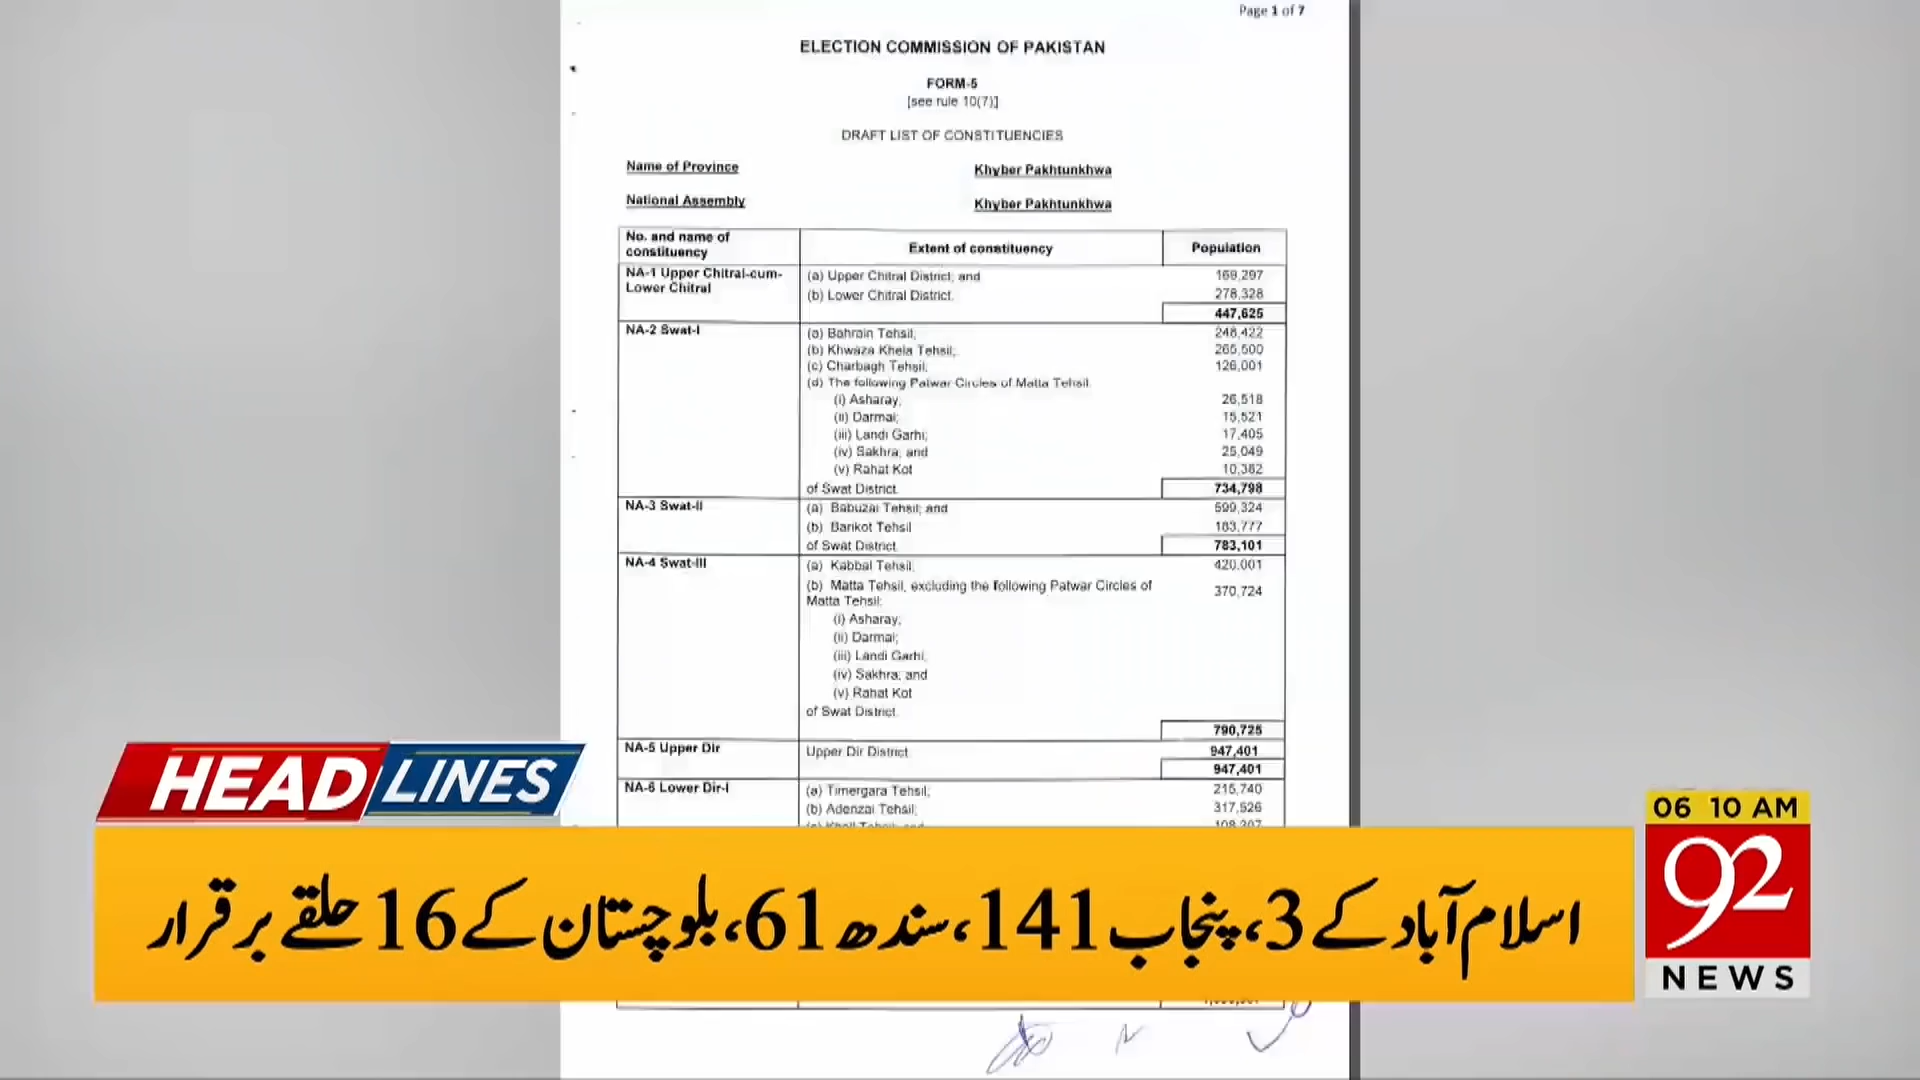 Page 1 of 7
ELECTION COMMISSION OF PAKISTAN
FORM-5
[see rule 10(7)]
DRAFT LIST OF CONSTITUENCIES
Name of Province Khyber Pakhtunkhwa
National Assembly Khyber Pakhtunkhwa
No. and name of constituency Extent of constituency Population
NA-1 Upper Chitral-cum- (a) Upper Chitral District; and 169,297
Lower Chitral (b) Lower Chitral District. 278,328
447,625
NA-2 Swat-I (a) Bahrain Tehsil; 248,422
(b) Khwaza Khela Tehsil; 265,500
(c) Charbagh Tehsil; 126,001
(d) The following Patwar Circles of Matta Tehsil
(i) Asharay; 26,518
(ii) Darmai; 15,521
(iii) Landi Garhi; 17,405
(iv) Sakhra; and 25,049
(v) Rahat Kot 10,382
of Swat District. 734,798
NA-3 Swat-II (a) Babuzai Tehsil; and 599,324
(b) Barikot Tehsil 183,777
of Swat District. 783,101
NA-4 Swat-III (a) Kabbal Tehsil; 420,001
(b) Matta Tehsil, excluding the following Patwar Circles of 370,724
Matta Tehsil:
(i) Asharay;
(ii) Darmai;
(iii) Landi Garhi;
(iv) Sakhra; and
(v) Rahat Kot
of Swat District.
790,725
NA-5 Upper Dir Upper Dir District 947,401
947,401
NA-6 Lower Dir-I (a) Timergara Tehsil; 215,740
(b) Adenzai Tehsil; 317,526
HEADLINES
06 10 AM
92
NEWS
اسلام آباد کے 3، پنجاب 141، سندھ 61، بلوچستان کے 16 حلقے برقرار